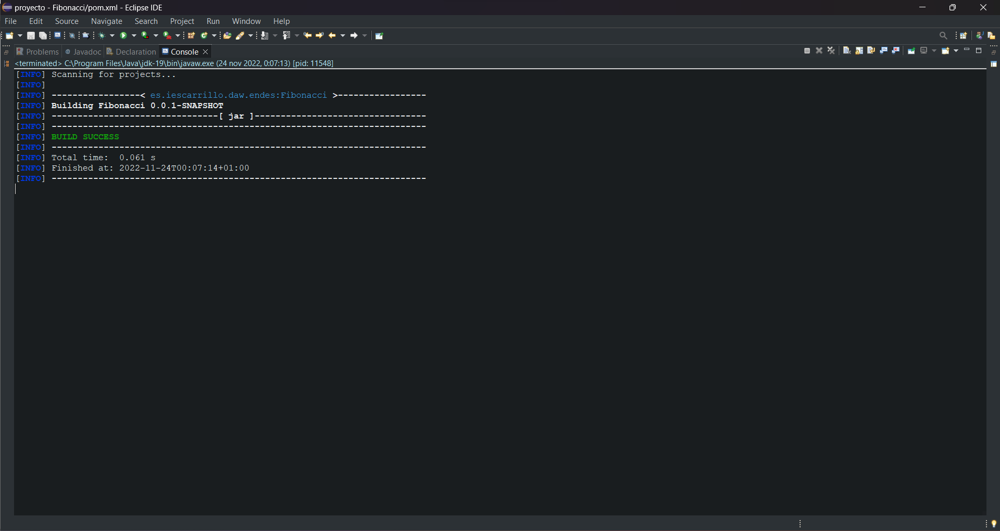 proyecto - Fibonacci/pom.xml - Eclipse IDE
File Edit Source Navigate Search Project Run Window Help
Problems Javadoc Declaration Console
<terminated> C:\Program Files\Java\jdk-19\bin\javaw.exe (24 nov 2022, 0:07:13) [pid: 11548]
[INFO] Scanning for projects...
[INFO]
[INFO] -----------------< es.iescarrillo.daw.endes:Fibonacci >-----------------
[INFO] Building Fibonacci 0.0.1-SNAPSHOT
[INFO] --------------------------------[ jar ]---------------------------------
[INFO] ------------------------------------------------------------------------
[INFO] BUILD SUCCESS
[INFO] ------------------------------------------------------------------------
[INFO] Total time:  0.061 s
[INFO] Finished at: 2022-11-24T00:07:14+01:00
[INFO] ------------------------------------------------------------------------